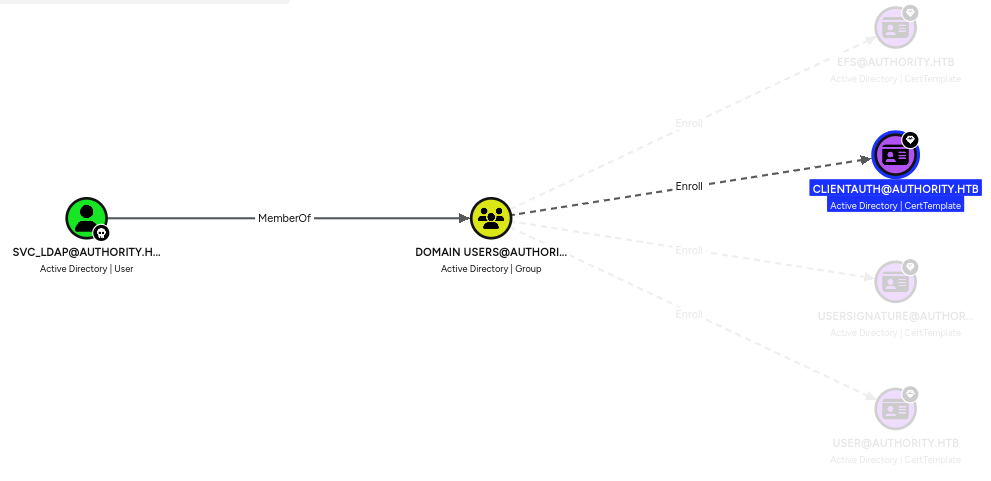 EFS@AUTHORITY.HTB
Active Directory | CertTemplate
Enroll
CLIENTAUTH@AUTHORITY.HTB
Active Directory | CertTemplate
Enroll
MemberOf
SVC_LDAP@AUTHORITY.H...
Active Directory | User
DOMAIN USERS@AUTHORI...
Active Directory | Group
Enroll
USERSIGNATURE@AUTHOR...
Active Directory | CertTemplate
Enroll
USER@AUTHORITY.HTB
Active Directory | CertTemplate